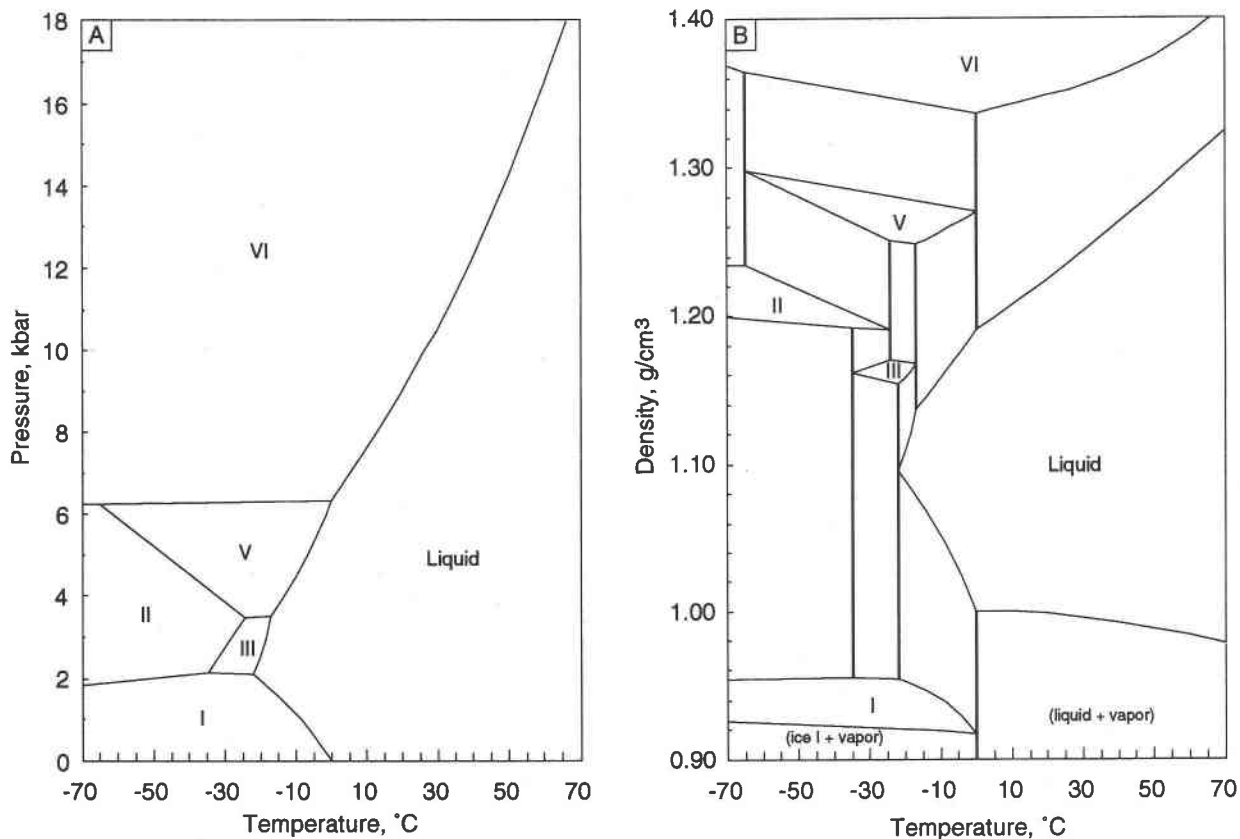 A
18
16
14
12
10
8
6
4
2
0
Pressure, kbar
VI
V
II
III
I
Liquid
-70 -50 -30 -10 10 30 50 70
Temperature, ˚C
B
1.40
1.30
1.20
1.10
1.00
0.90
Density, g/cm³
VI
V
II
III
Liquid
I
(ice I + vapor)
(liquid + vapor)
-70 -50 -30 -10 10 30 50 70
Temperature, ˚C